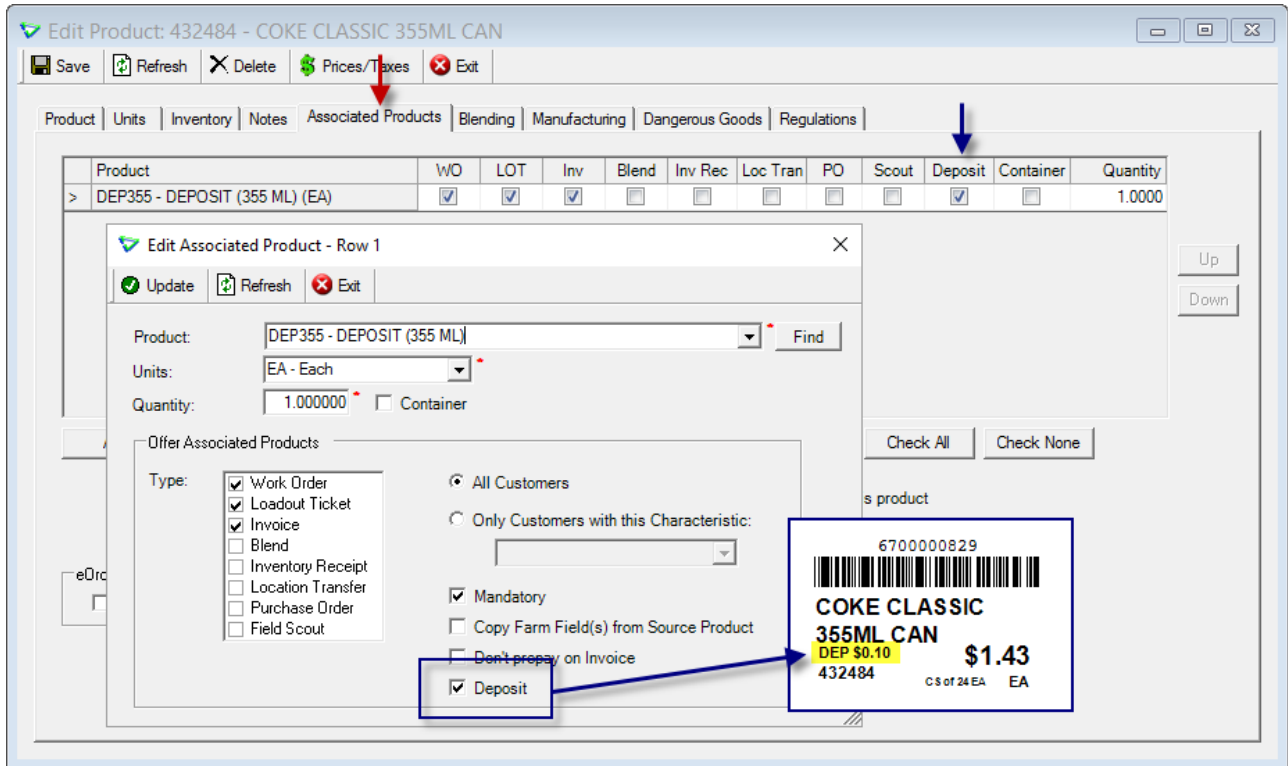 Edit Product: 432484 - COKE CLASSIC 355ML CAN
Save Refresh Delete Prices/Taxes Exit
Product Units Inventory Notes Associated Products Blending Manufacturing Dangerous Goods Regulations
Product WO LOT Inv Blend Inv Rec Loc Tran PO Scout Deposit Container Quantity
> DEP355 - DEPOSIT (355 ML) (EA) 1.0000
Edit Associated Product - Row 1
Update Refresh Exit
Up
Down
Product: DEP355 - DEPOSIT (355 ML) * Find
Units: EA - Each *
Quantity: 1.000000 * Container
Check All Check None
Offer Associated Products
Type:
Work Order
Loadout Ticket
Invoice
Blend
Inventory Receipt
Location Transfer
Purchase Order
Field Scout
All Customers
Only Customers with this Characteristic:
Mandatory
Copy Farm Field(s) from Source Product
Don't prepay on Invoice
Deposit
s product
eOrd
6700000829
COKE CLASSIC
355ML CAN
DEP $0.10
$1.43
432484 CS of 24 EA EA